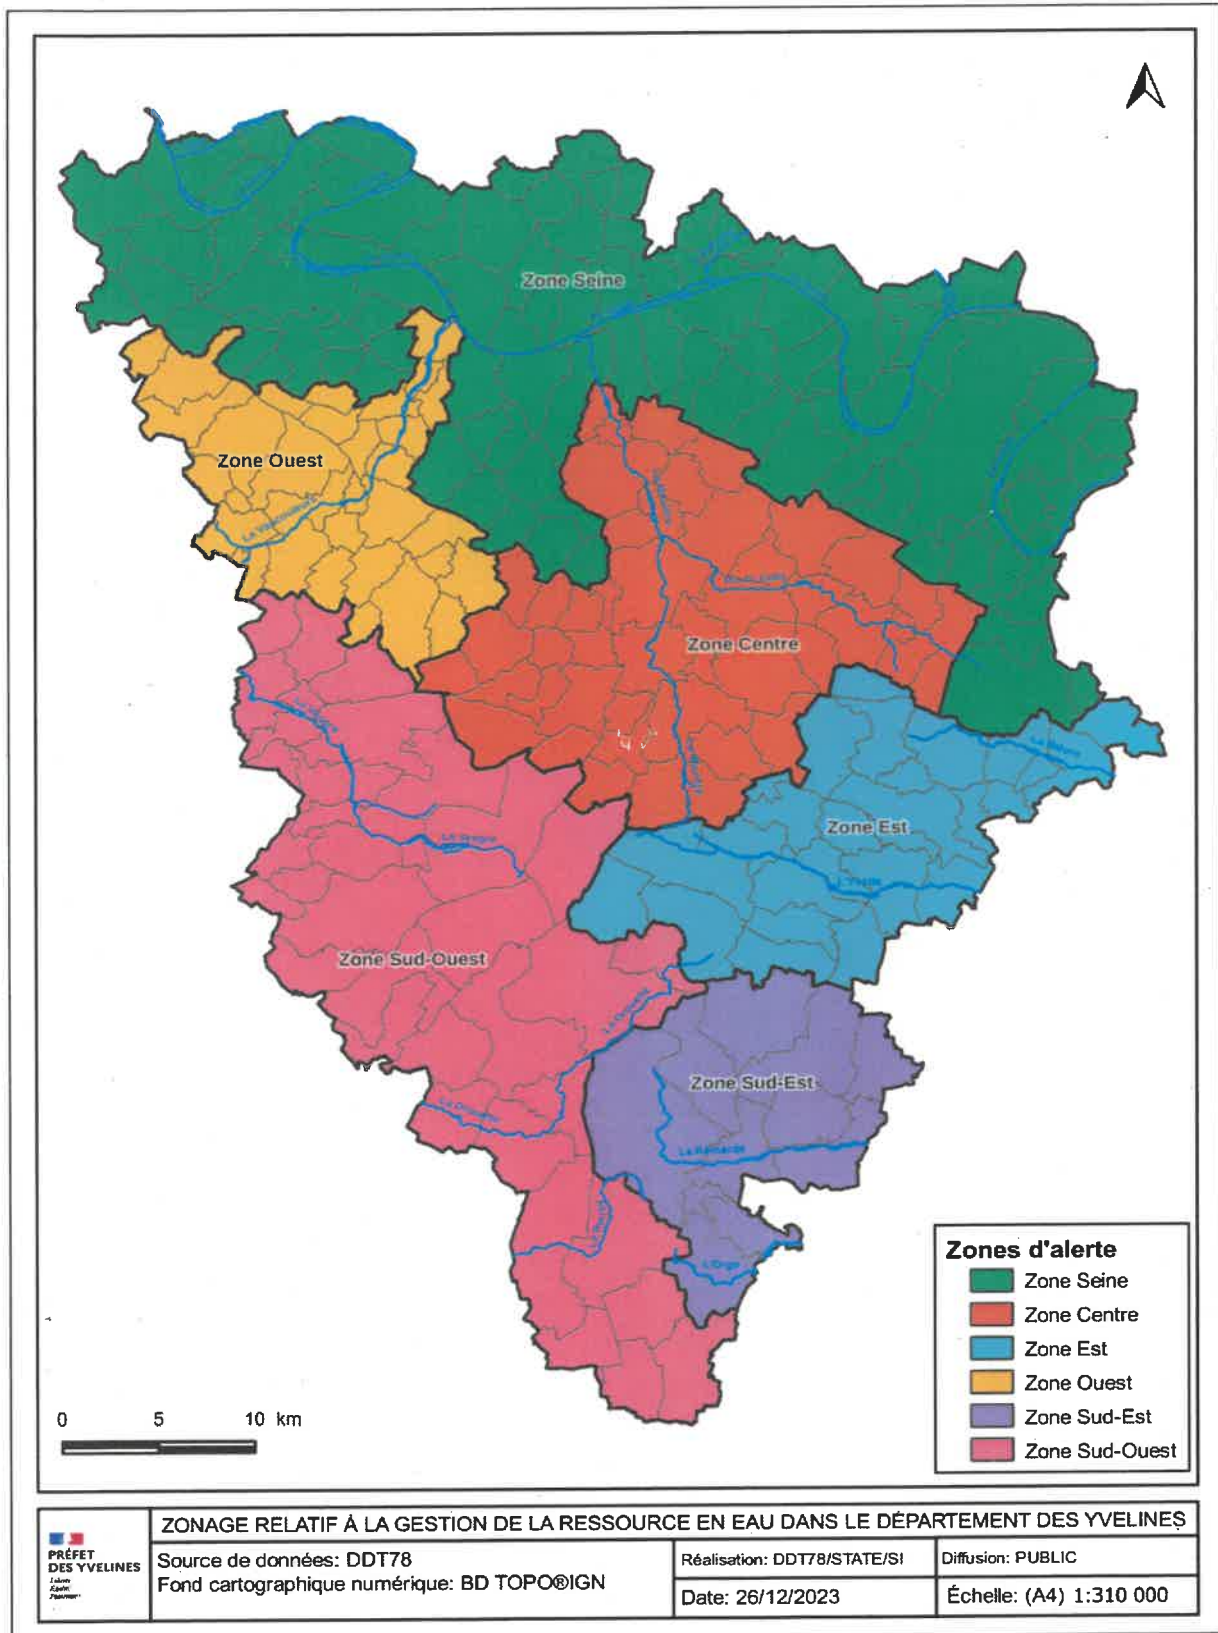 Zone Seine
Zone Ouest
La Vaucouleurs
Zone Centre
La Mauldre
Zone Est
L'Yvette
La Vesgre
Zone Sud-Ouest
La Drouette
Zone Sud-Est
La Drouette
La Rémarde
L'Orge
Zones d'alerte
Zone Seine
Zone Centre
Zone Est
Zone Ouest
Zone Sud-Est
Zone Sud-Ouest
0 5 10 km
ZONAGE RELATIF À LA GESTION DE LA RESSOURCE EN EAU DANS LE DÉPARTEMENT DES YVELINES
PRÉFET
DES YVELINES
Source de données: DDT78
Fond cartographique numérique: BD TOPO®IGN
Réalisation: DDT78/STATE/SI
Diffusion: PUBLIC
Date: 26/12/2023
Échelle: (A4) 1:310 000